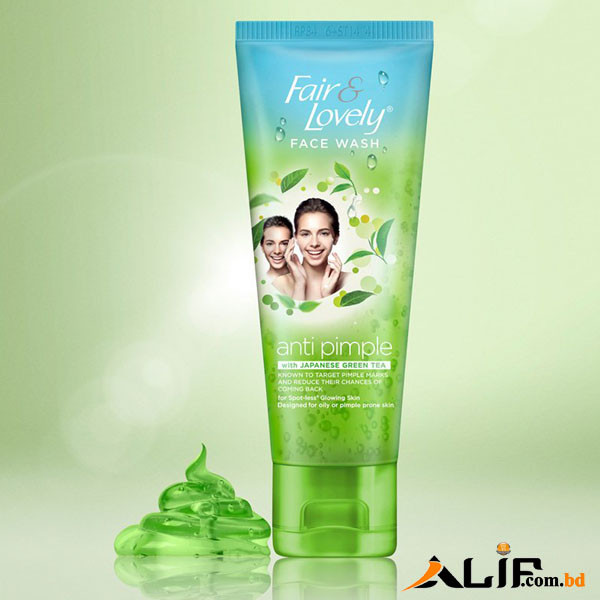 Fair &
Lovely®
FACE WASH
anti pimple
with JAPANESE GREEN TEA
KNOWN TO TARGET PIMPLE MARKS
AND REDUCE THEIR CHANCES OF
COMING BACK
for Spot-less* Glowing Skin
Designed for oily or pimple prone skin
ALIF.com.bd